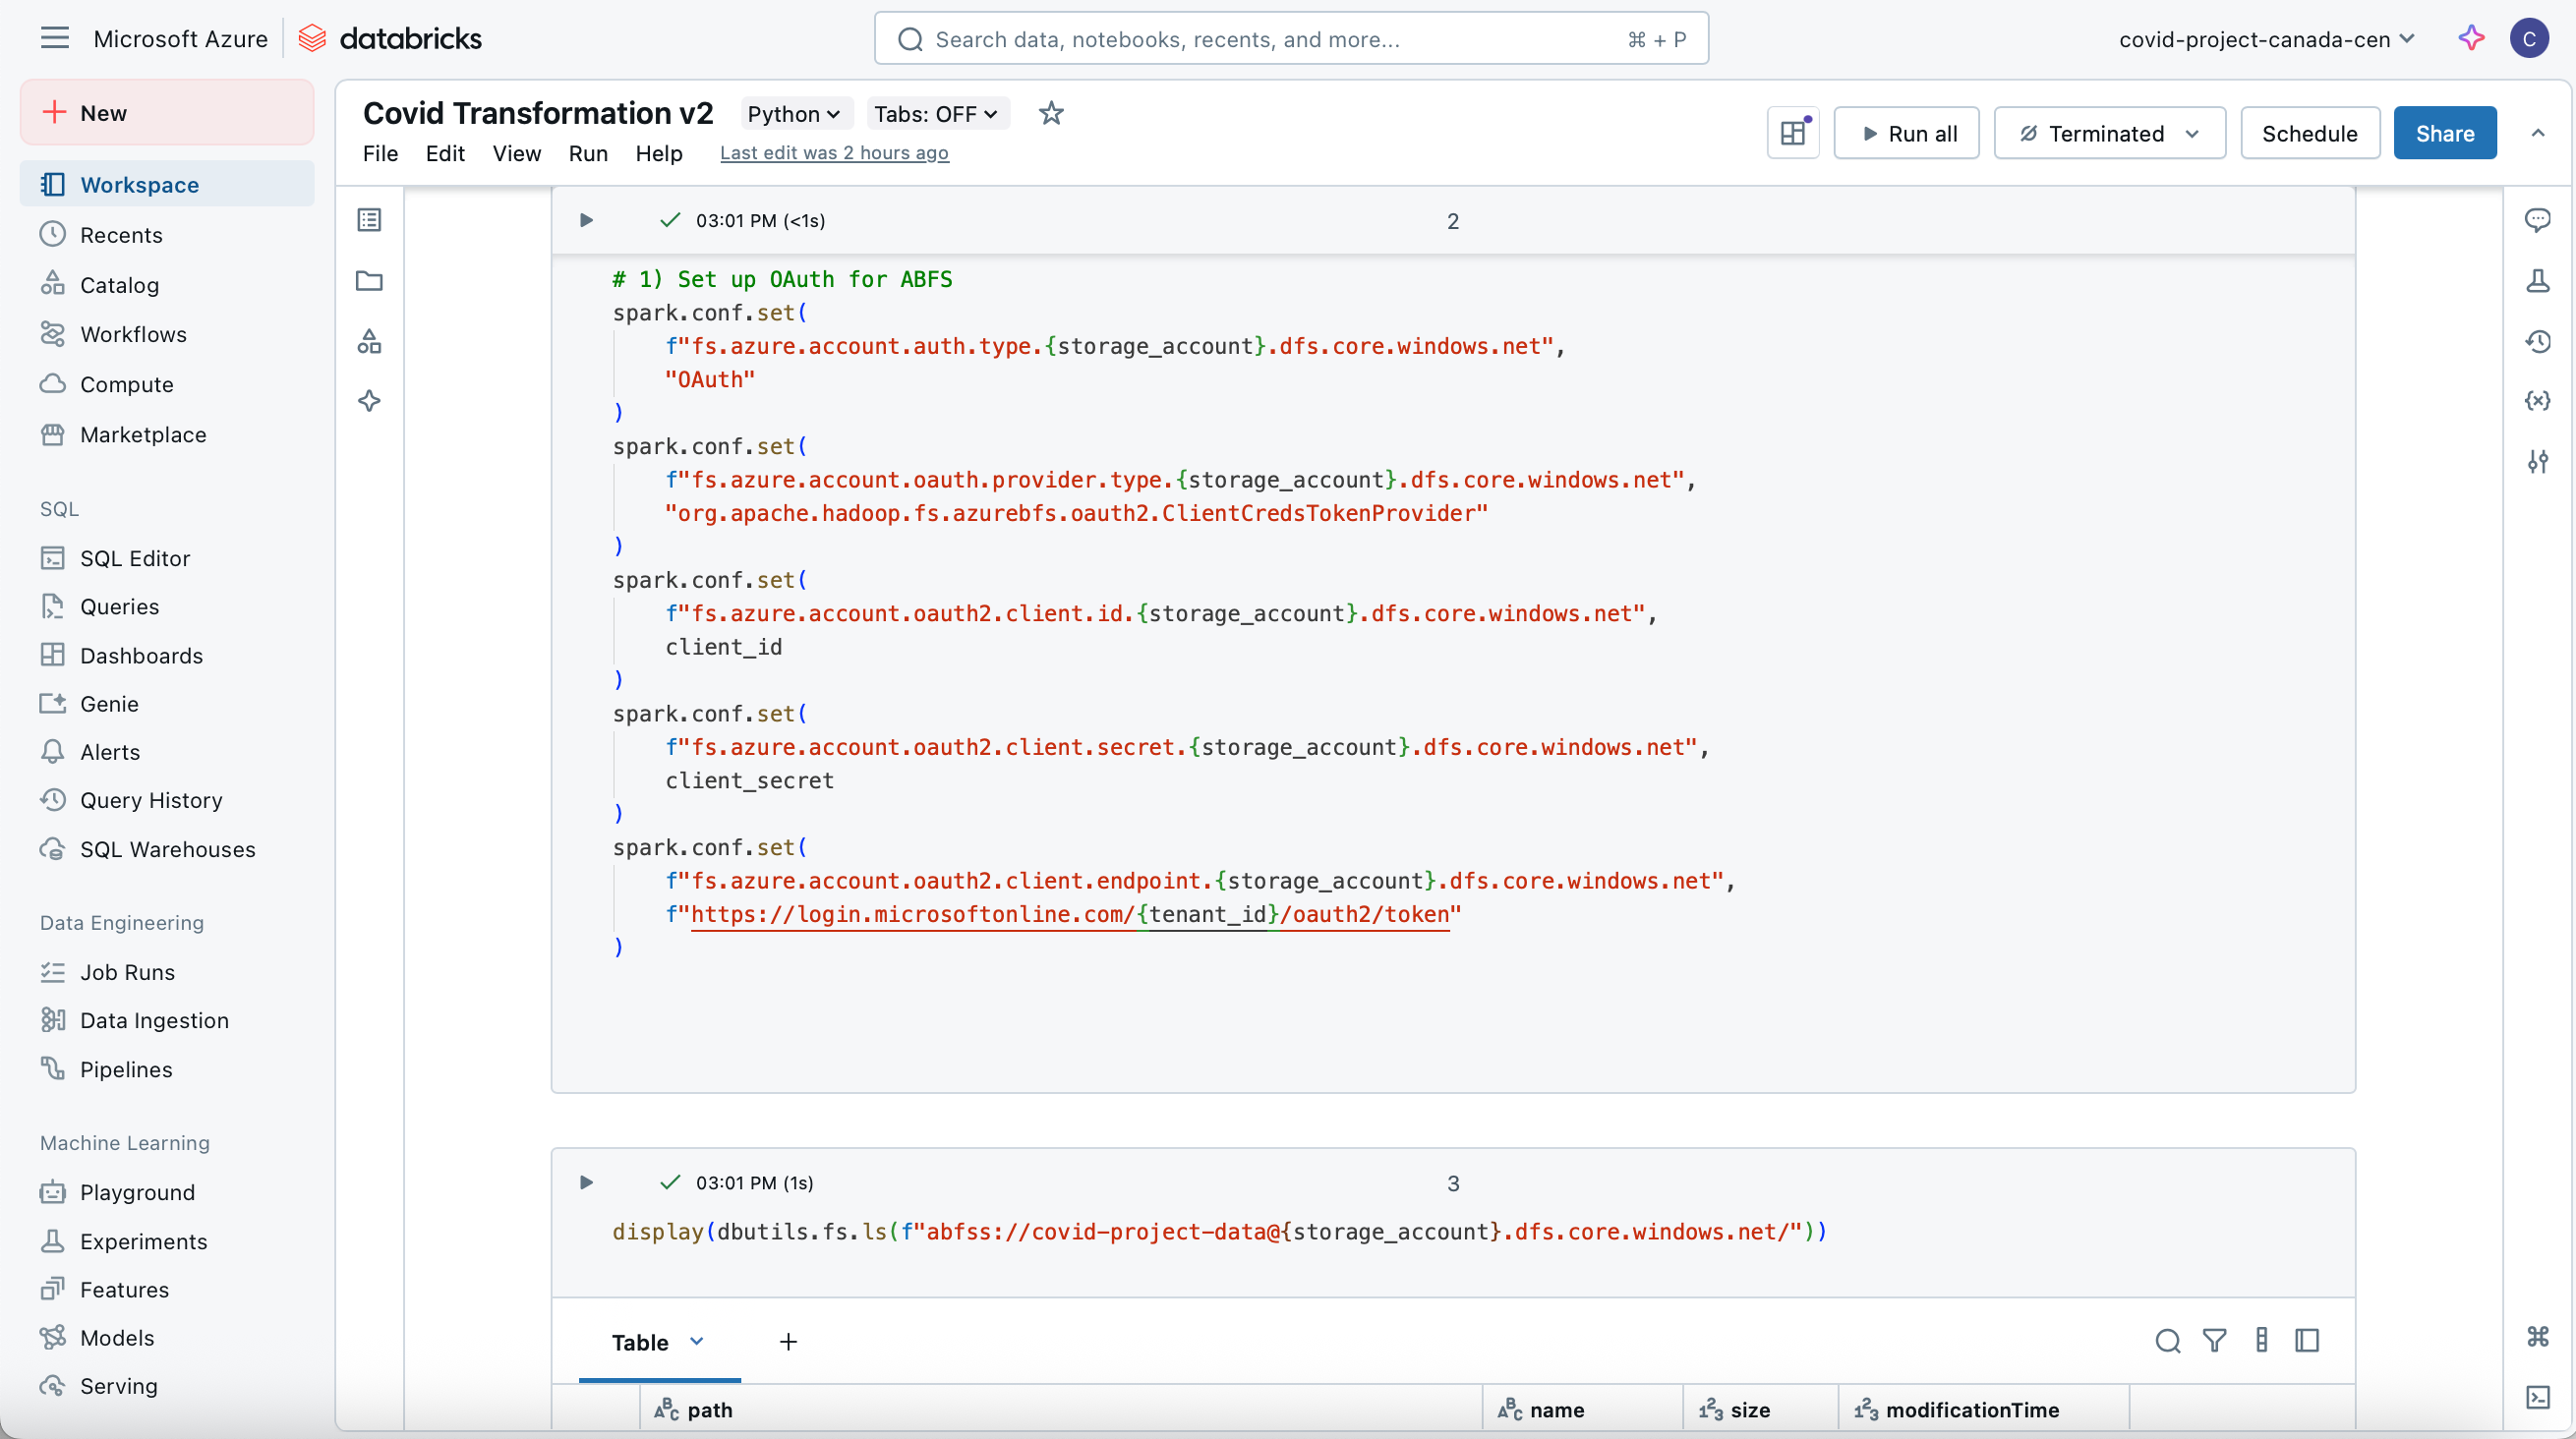 Microsoft Azure
databricks
Search data, notebooks, recents, and more...
⌘ + P
covid-project-canada-cen
C
New
Workspace
Recents
Catalog
Workflows
Compute
Marketplace
SQL
SQL Editor
Queries
Dashboards
Genie
Alerts
Query History
SQL Warehouses
Data Engineering
Job Runs
Data Ingestion
Pipelines
Machine Learning
Playground
Experiments
Features
Models
Serving
Covid Transformation v2
Python
Tabs: OFF
File Edit View Run Help
Last edit was 2 hours ago
Run all
Terminated
Schedule
Share
03:01 PM (<1s)
2
# 1) Set up OAuth for ABFS
spark.conf.set(
f"fs.azure.account.auth.type.{storage_account}.dfs.core.windows.net",
"OAuth"
)
spark.conf.set(
f"fs.azure.account.oauth.provider.type.{storage_account}.dfs.core.windows.net",
"org.apache.hadoop.fs.azurebfs.oauth2.ClientCredsTokenProvider"
)
spark.conf.set(
f"fs.azure.account.oauth2.client.id.{storage_account}.dfs.core.windows.net",
client_id
)
spark.conf.set(
f"fs.azure.account.oauth2.client.secret.{storage_account}.dfs.core.windows.net",
client_secret
)
spark.conf.set(
f"fs.azure.account.oauth2.client.endpoint.{storage_account}.dfs.core.windows.net",
f"https://login.microsoftonline.com/{tenant_id}/oauth2/token"
)
03:01 PM (1s)
3
display(dbutils.fs.ls(f"abfss://covid-project-data@{storage_account}.dfs.core.windows.net/"))
Table
+
ABC path
ABC name
123 size
123 modificationTime